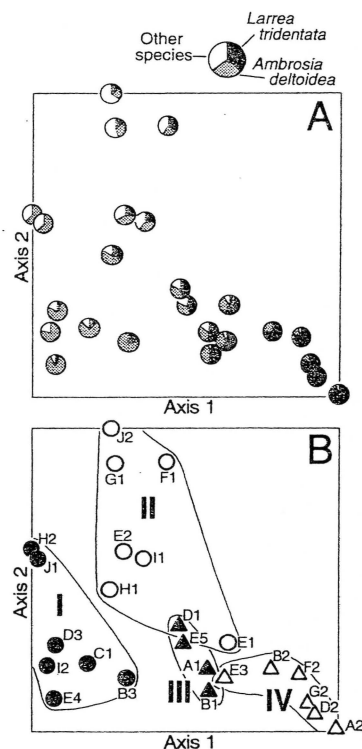 Other species
Larrea tridentata
Ambrosia deltoidea
A
Axis 2
Axis 1
B
J2
G1
F1
II
E2
I1
H2
J1
H1
I
D1
E5
E1
D3
C1
I2
A1
E3
B2
F2
B3
E4
III
B1
IV
G2
D2
A2
Axis 2
Axis 1